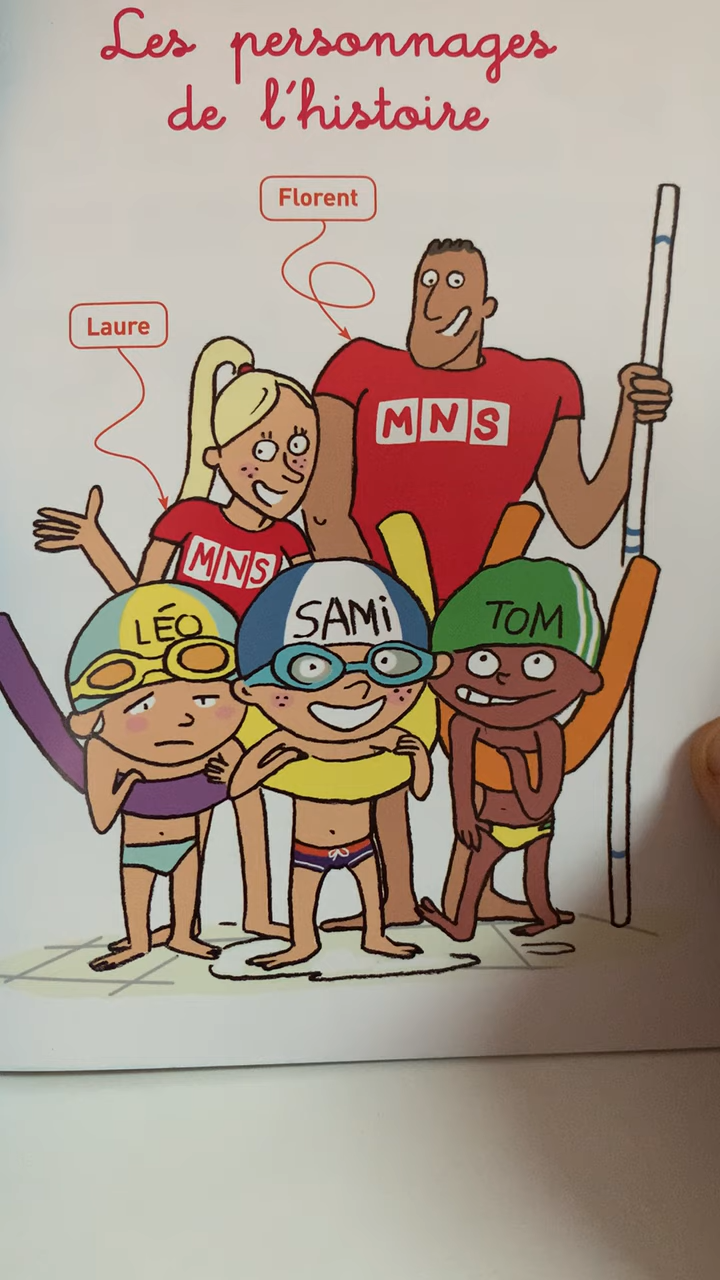 Les personnages
de l'histoire
Florent
Laure
MNS
MNS
LÉO
SAMi
TOM